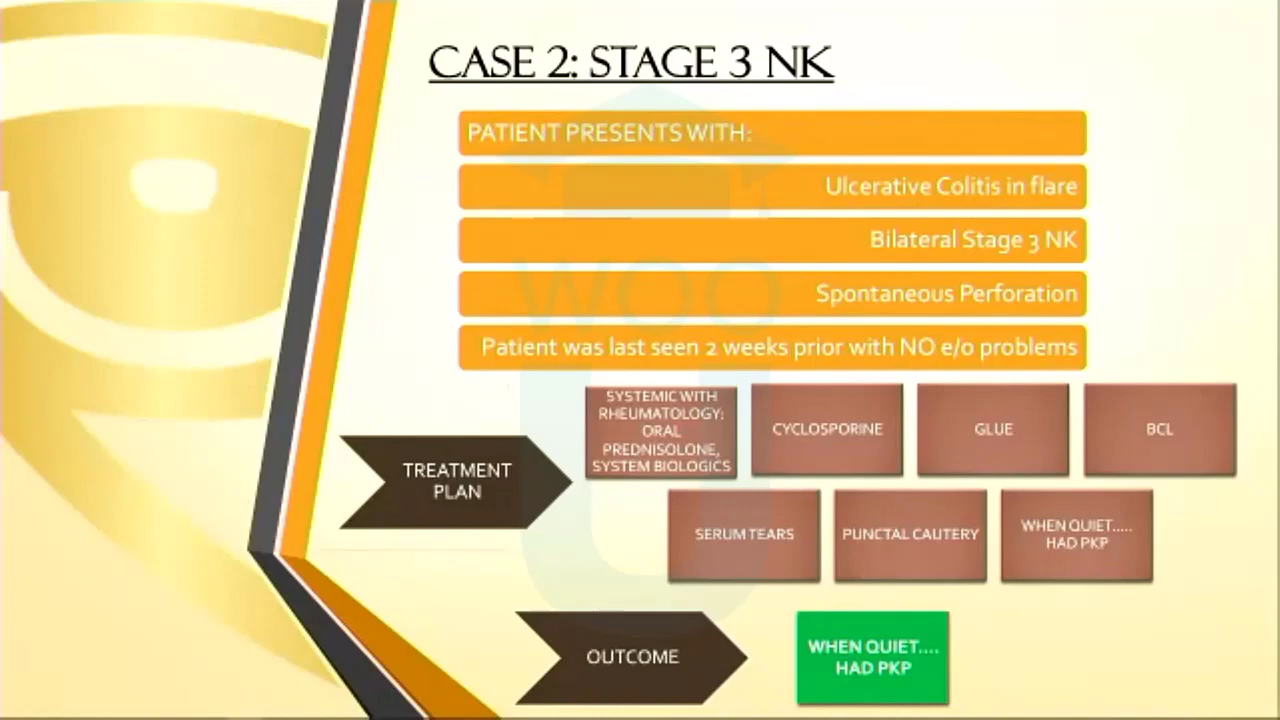 CASE 2: STAGE 3 NK
PATIENT PRESENTS WITH:
Ulcerative Colitis in flare
Bilateral Stage 3 NK
Spontaneous Perforation
Patient was last seen 2 weeks prior with NO e/o problems
TREATMENT
PLAN
SYSTEMIC WITH
RHEUMATOLOGY:
ORAL
PREDNISOLONE,
SYSTEM BIOLOGICS
CYCLOSPORINE
GLUE
BCL
SERUM TEARS
PUNCTAL CAUTERY
WHEN QUIET.....
HAD PKP
OUTCOME
WHEN QUIET....
HAD PKP
WOO
U